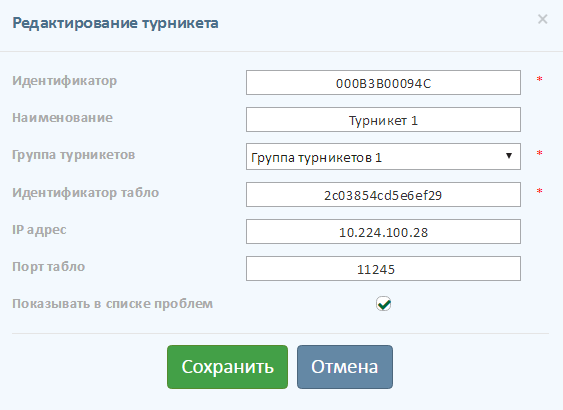 Редактирование турникета ×
Идентификатор 000B3B00094C *
Наименование Турникет 1
Группа турникетов Группа турникетов 1 *
Идентификатор табло 2c03854cd5e6ef29 *
IP адрес 10.224.100.28
Порт табло 11245
Показывать в списке проблем
Сохранить Отмена